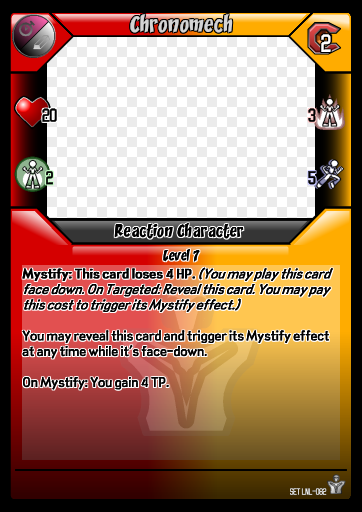 Chronomech
2
20
3
2
5
Reaction Character
Level 1
Mystify: This card loses 4 HP. (You may play this card
face down. On Targeted: Reveal this card. You may pay
this cost to trigger its Mystify effect.)
You may reveal this card and trigger its Mystify effect
at any time while it's face-down.
On Mystify: You gain 4 TP.
SET LNL-082